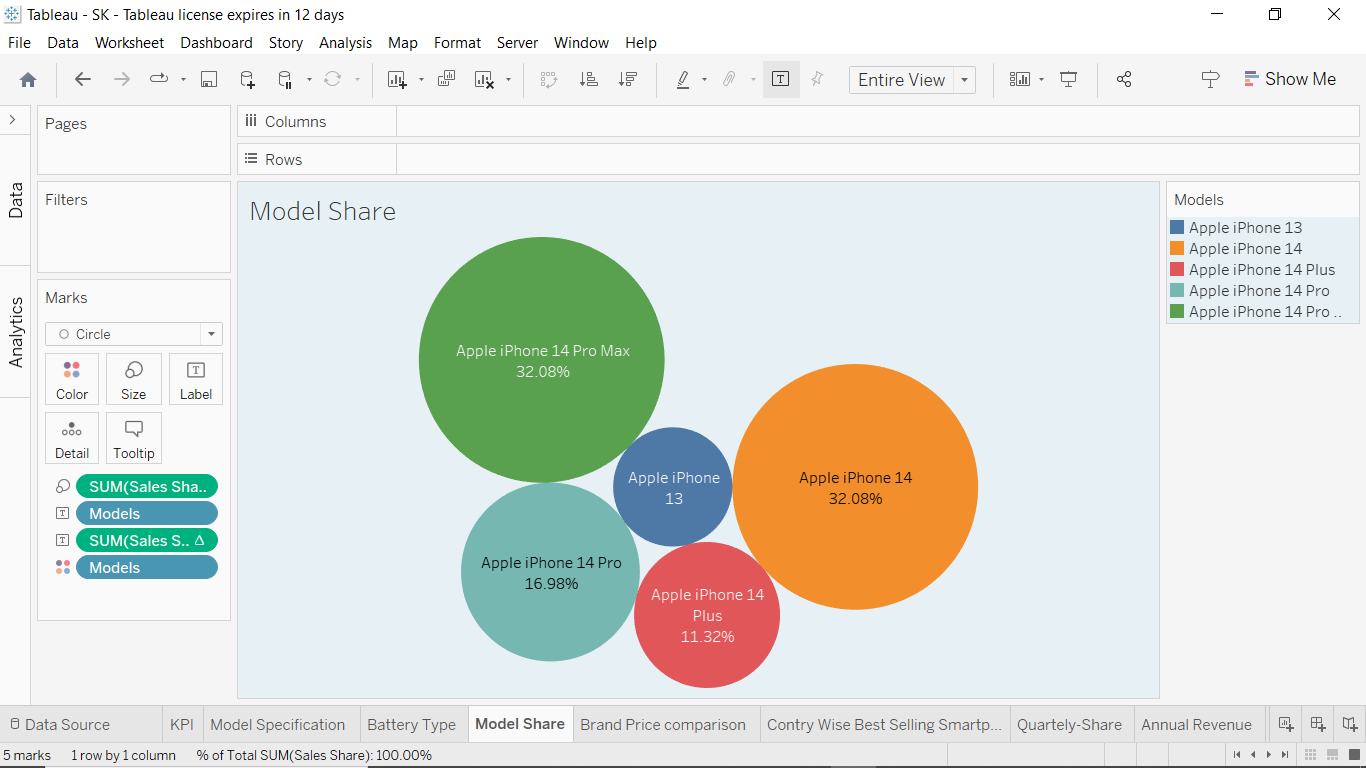 Tableau - SK - Tableau license expires in 12 days
File Data Worksheet Dashboard Story Analysis Map Format Server Window Help
Entire View
Show Me
Pages
iii Columns
Rows
Data
Filters
Analytics
Marks
Circle
Color Size Label
Detail Tooltip
SUM(Sales Sha..
Models
SUM(Sales S.. Δ
Models
Model Share
Apple iPhone 14 Pro Max
32.08%
Apple iPhone
13
Apple iPhone 14
32.08%
Apple iPhone 14 Pro
16.98%
Apple iPhone 14
Plus
11.32%
Models
Apple iPhone 13
Apple iPhone 14
Apple iPhone 14 Plus
Apple iPhone 14 Pro
Apple iPhone 14 Pro ..
Data Source KPI Model Specification Battery Type Model Share Brand Price comparison Contry Wise Best Selling Smartp... Quartely-Share Annual Revenue
5 marks 1 row by 1 column % of Total SUM(Sales Share): 100.00%